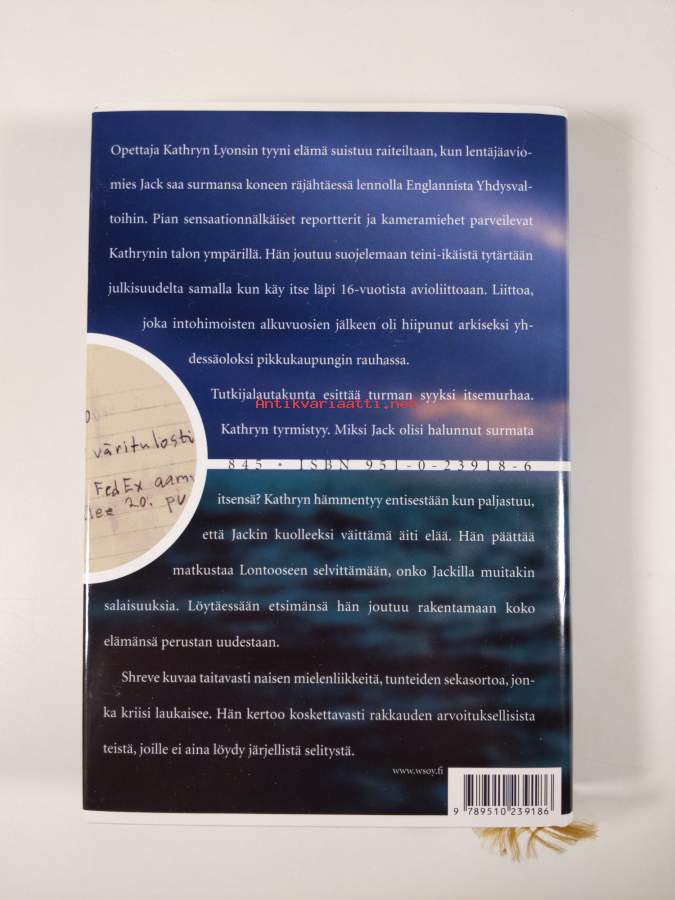 Opettaja Kathryn Lyonsin tyyni elämä suistuu raiteiltaan, kun lentäjäavio-
mies Jack saa surmansa koneen räjähtäessä lennolla Englannista Yhdysval-
toihin. Pian sensaationnälkäiset reportterit ja kameramiehet parveilevat
Kathrynin talon ympärillä. Hän joutuu suojelemaan teini-ikäistä tytärtään
julkisuudelta samalla kun käy itse läpi 16-vuotista avioliittoaan. Liittoa,
joka intohimoisten alkuvuosien jälkeen oli hiipunut arkiseksi yh-
dessäoloksi pikkukaupungin rauhassa.
Tutkijalautakunta esittää turman syyksi itsemurhaa.
Antikvariaatti.net
Kathryn tyrmistyy. Miksi Jack olisi halunnut surmata
väritulosti
FedEx aam
20. pu
845 • ISBN 951-0-23918-6
itsensä? Kathryn hämmentyy entisestään kun paljastuu,
että Jackin kuolleeksi väittämä äiti elää. Hän päättää
matkustaa Lontooseen selvittämään, onko Jackilla muitakin
salaisuuksia. Löytäessään etsimänsä hän joutuu rakentamaan koko
elämänsä perustan uudestaan.
Shreve kuvaa taitavasti naisen mielenliikkeitä, tunteiden sekasortoa, jon-
ka kriisi laukaisee. Hän kertoo koskettavasti rakkauden arvoituksellisista
teistä, joille ei aina löydy järjellistä selitystä.
www.wsoy.fi
9 789510 239186